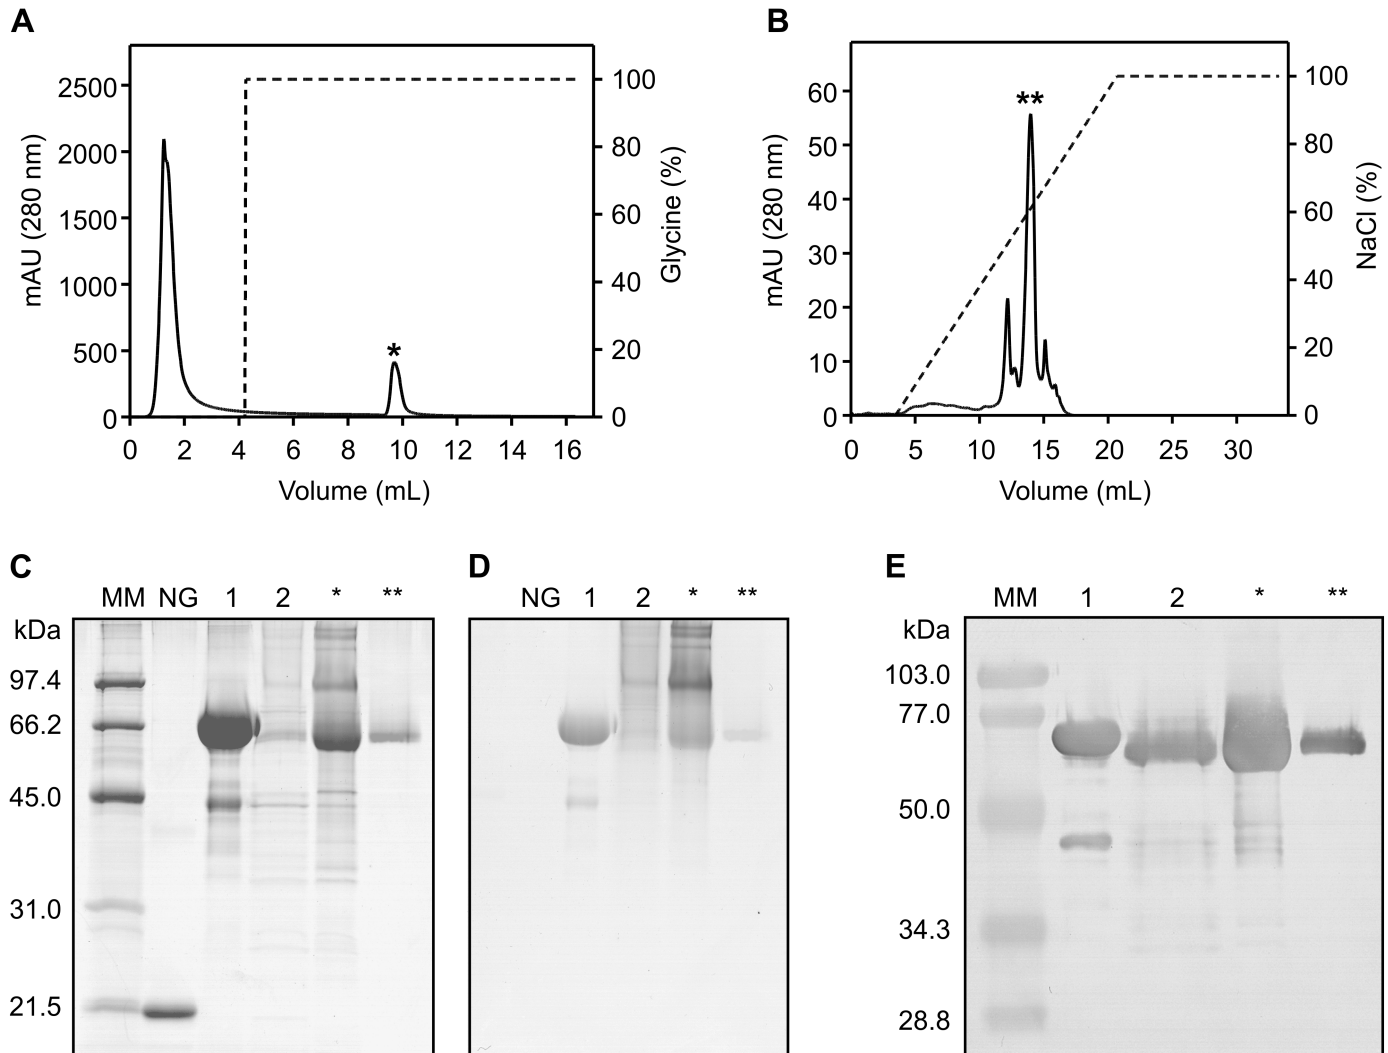 A
mAU (280 nm)
2500
2000
1500
1000
500
0
0 2 4 6 8 10 12 14 16
Volume (mL)
100
80
60
40
20
0
Glycine (%)
*
B
mAU (280 nm)
60
50
40
30
20
10
0
0 5 10 15 20 25 30
Volume (mL)
100
80
60
40
20
0
NaCl (%)
**
C
MM NG 1 2 * **
kDa
97.4
66.2
45.0
31.0
21.5
D
NG 1 2 * **
E
MM 1 2 * **
kDa
103.0
77.0
50.0
34.3
28.8